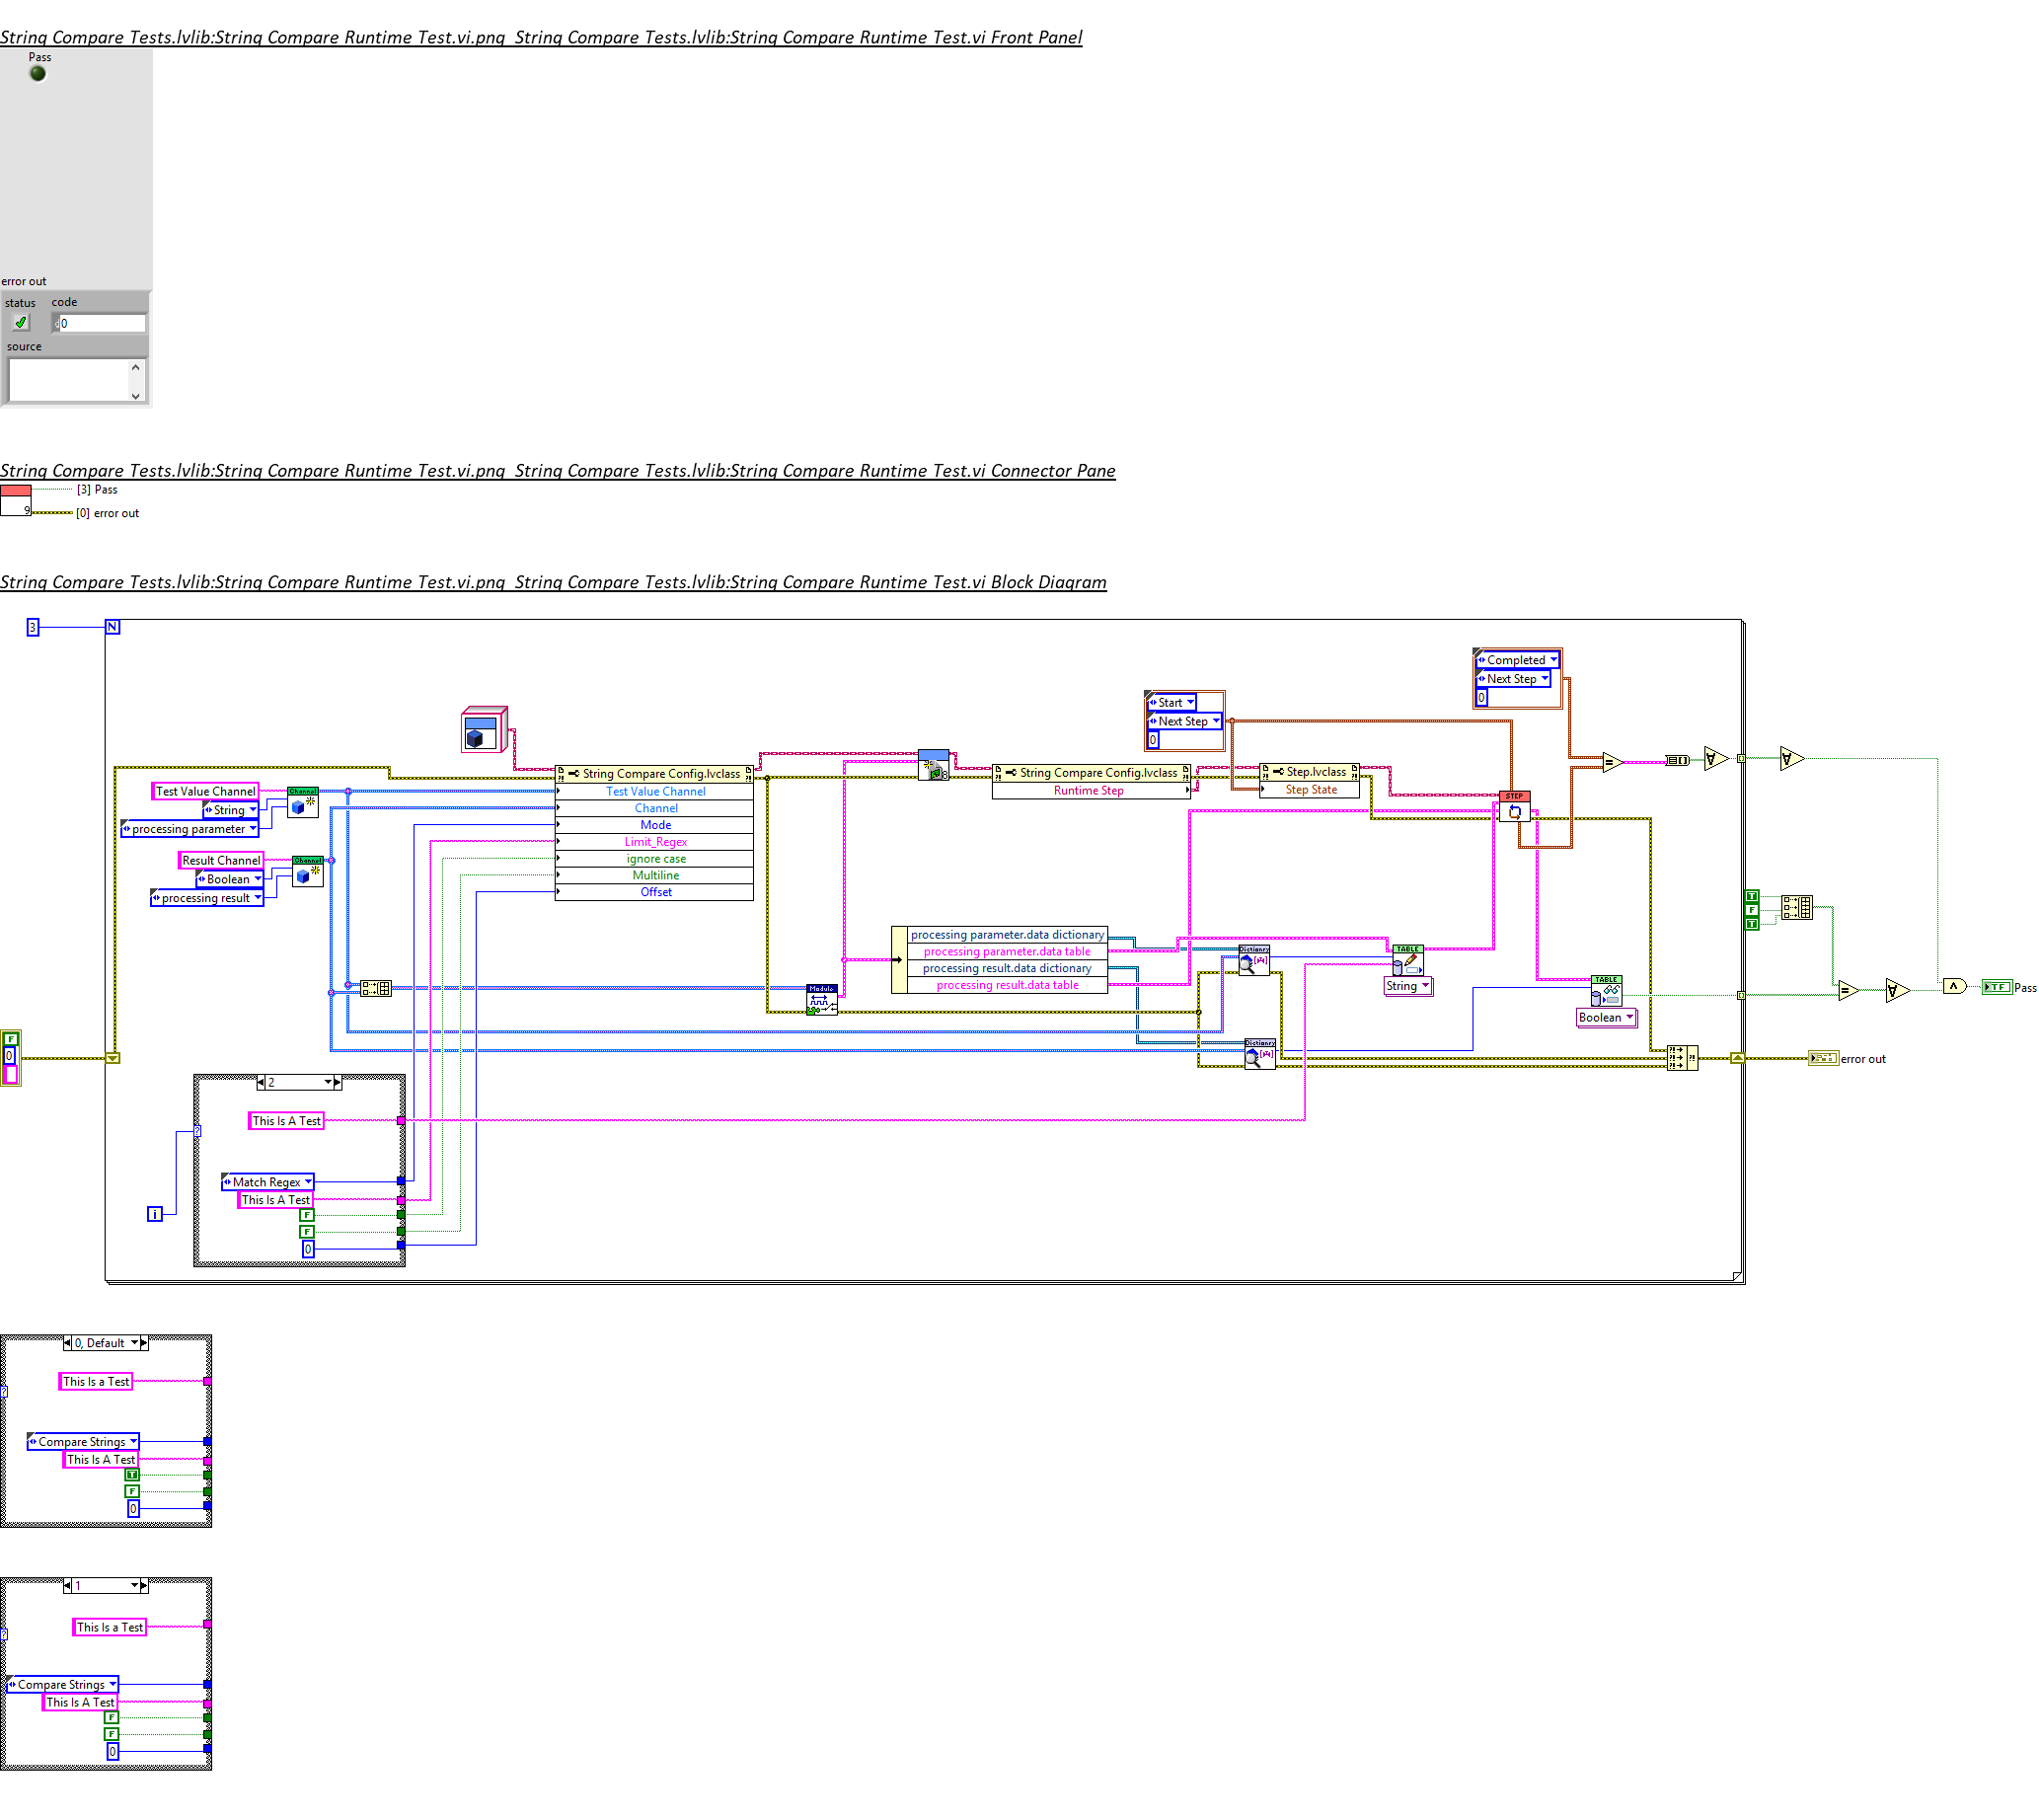 String Compare Tests.lvlib:String Compare Runtime Test.vi.png  String Compare Tests.lvlib:String Compare Runtime Test.vi Front Panel
Pass
error out
status code
0
source
String Compare Tests.lvlib:String Compare Runtime Test.vi.png  String Compare Tests.lvlib:String Compare Runtime Test.vi Connector Pane
[3] Pass
9
[0] error out
String Compare Tests.lvlib:String Compare Runtime Test.vi.png  String Compare Tests.lvlib:String Compare Runtime Test.vi Block Diagram
3
N
Completed
Next Step
0
Start
Next Step
0
String Compare Config.lvclass
Test Value Channel
Channel
Mode
Limit_Regex
ignore case
Multiline
Offset
8
String Compare Config.lvclass
Runtime Step
Step.lvclass
Step State
STEP
Test Value Channel
Channel
String
processing parameter
Result Channel
Channel
Boolean
processing result
T
F
T
processing parameter.data dictionary
processing parameter.data table
processing result.data dictionary
processing result.data table
Dictionary
TABLE
String
Module
TABLE
Boolean
TF
Pass
Dictionary
F
0
error out
2
This Is A Test
?
Match Regex
This Is A Test
i
F
F
0
0, Default
This Is a Test
?
Compare Strings
This Is A Test
T
F
0
1
This Is a Test
?
Compare Strings
This Is A Test
F
F
0